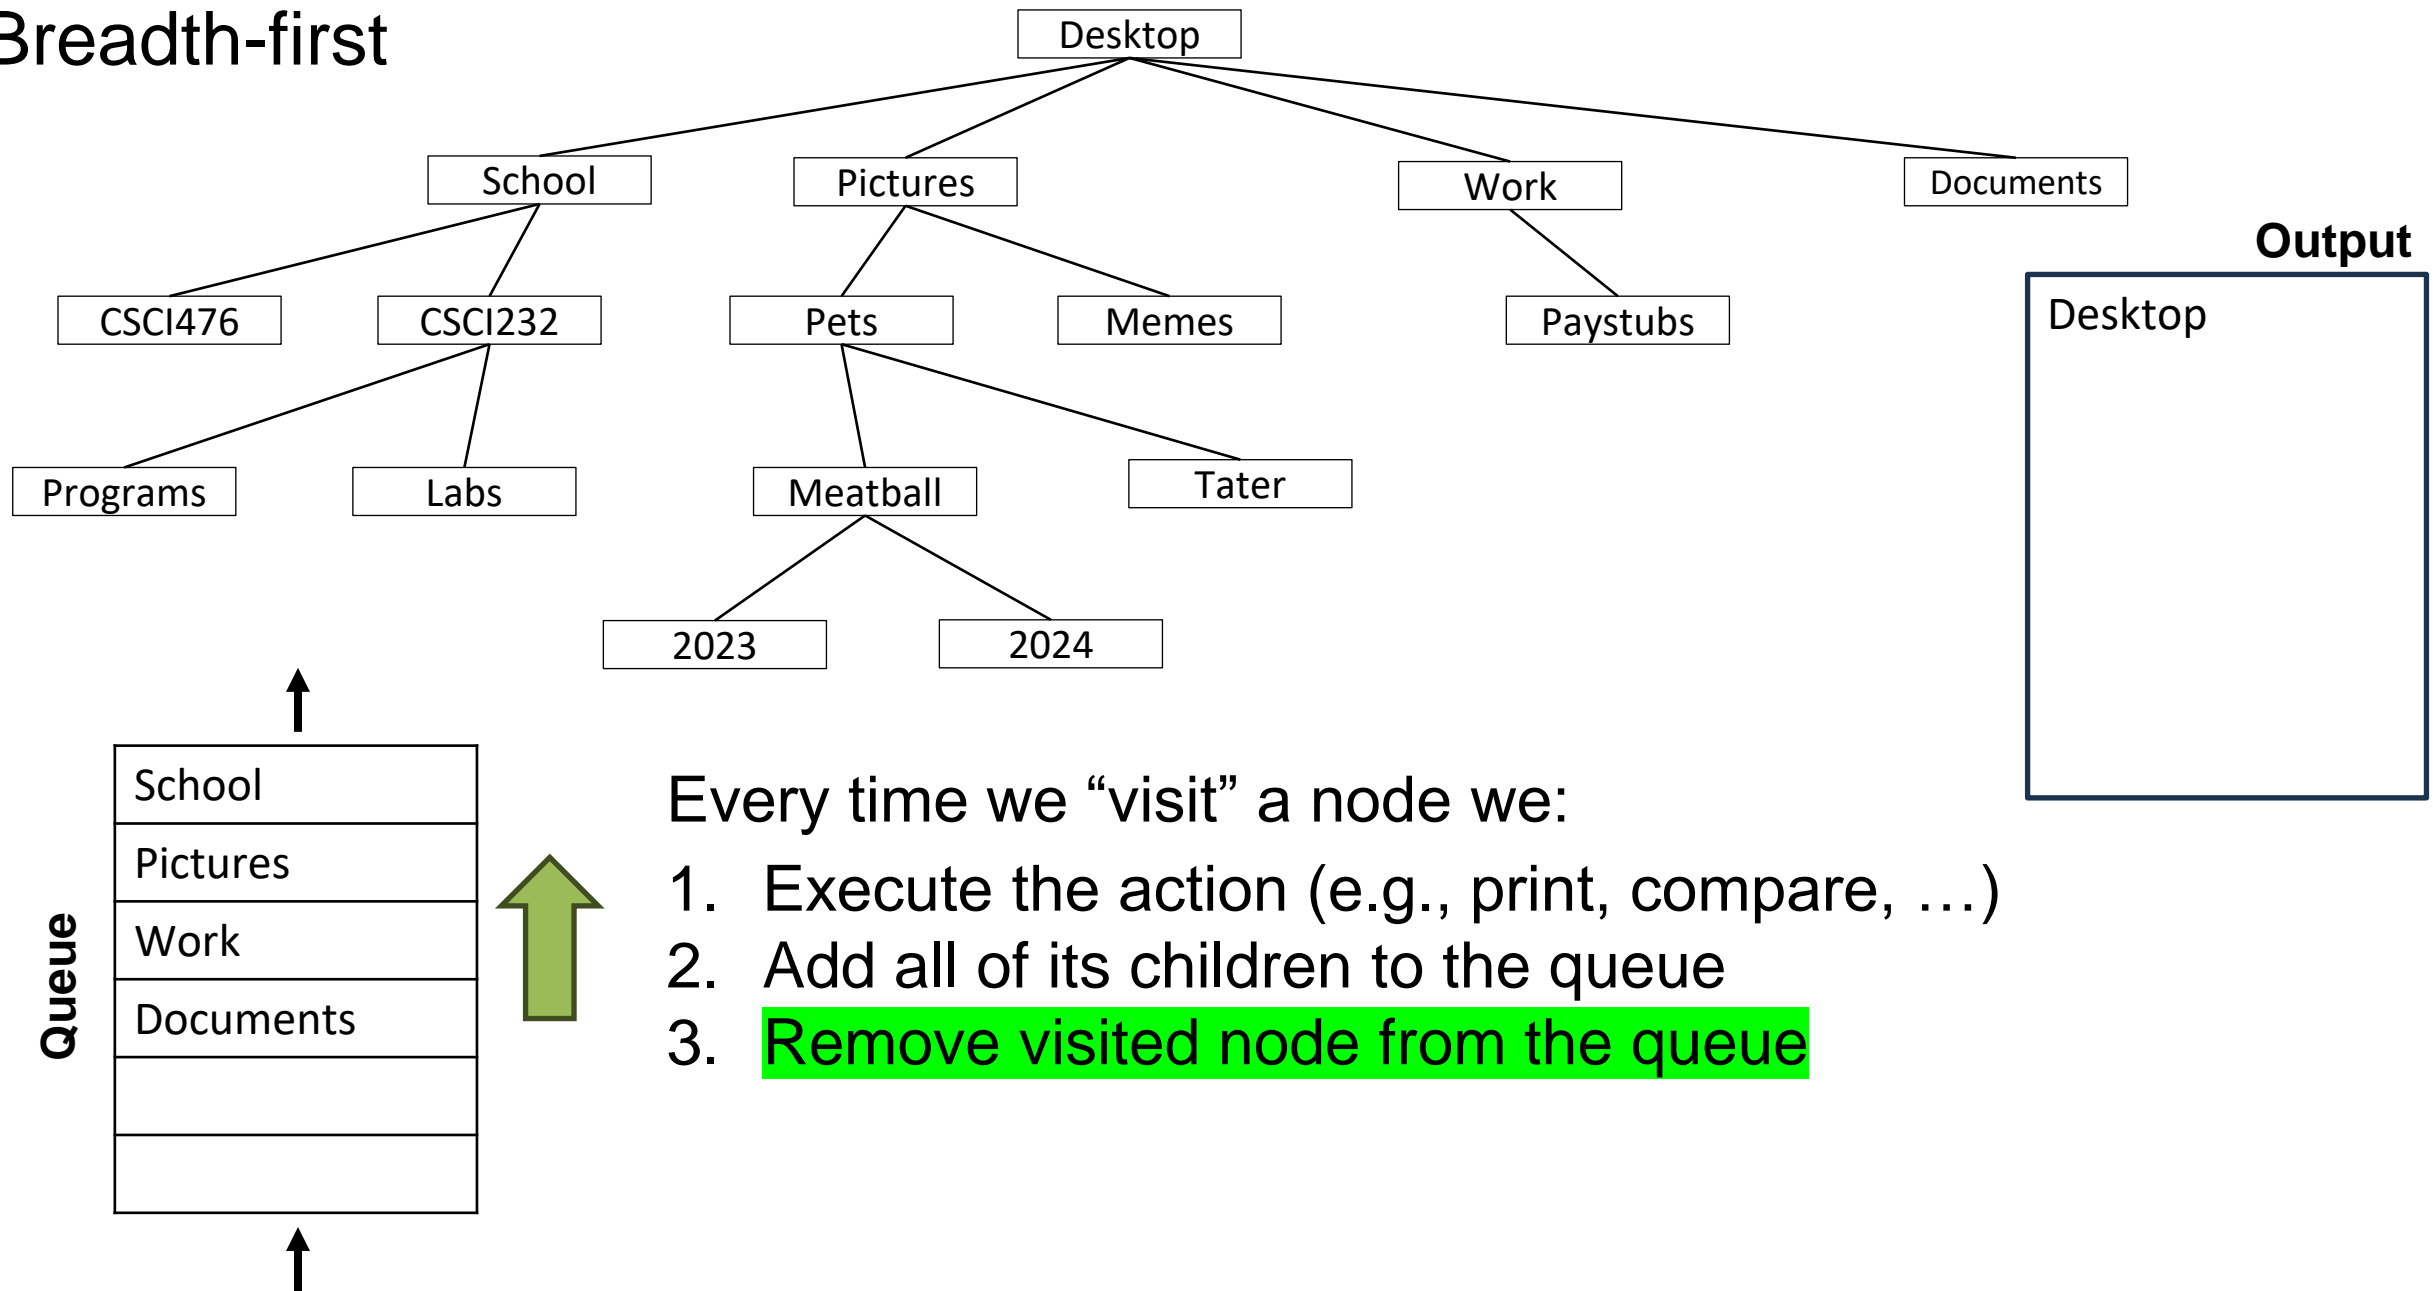 Breadth-first
Desktop
School
Pictures
Work
Documents
CSCI476
CSCI232
Pets
Memes
Paystubs
Programs
Labs
Meatball
Tater
2023
2024
Output
Desktop
Queue
School
Pictures
Work
Documents
Every time we “visit” a node we:
1. Execute the action (e.g., print, compare, …)
2. Add all of its children to the queue
3. Remove visited node from the queue